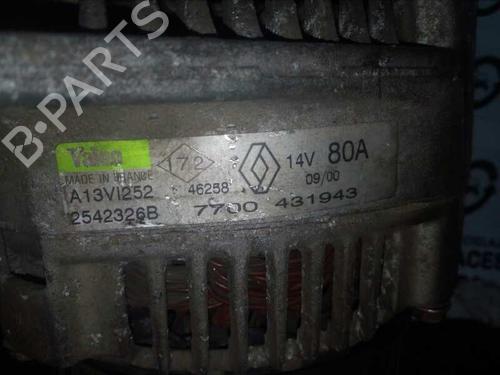 B-PARTS
Valeo
172
14V 80A
MADE IN FRANCE
A13VI252
46258
09/00
2542326B
7700 431943